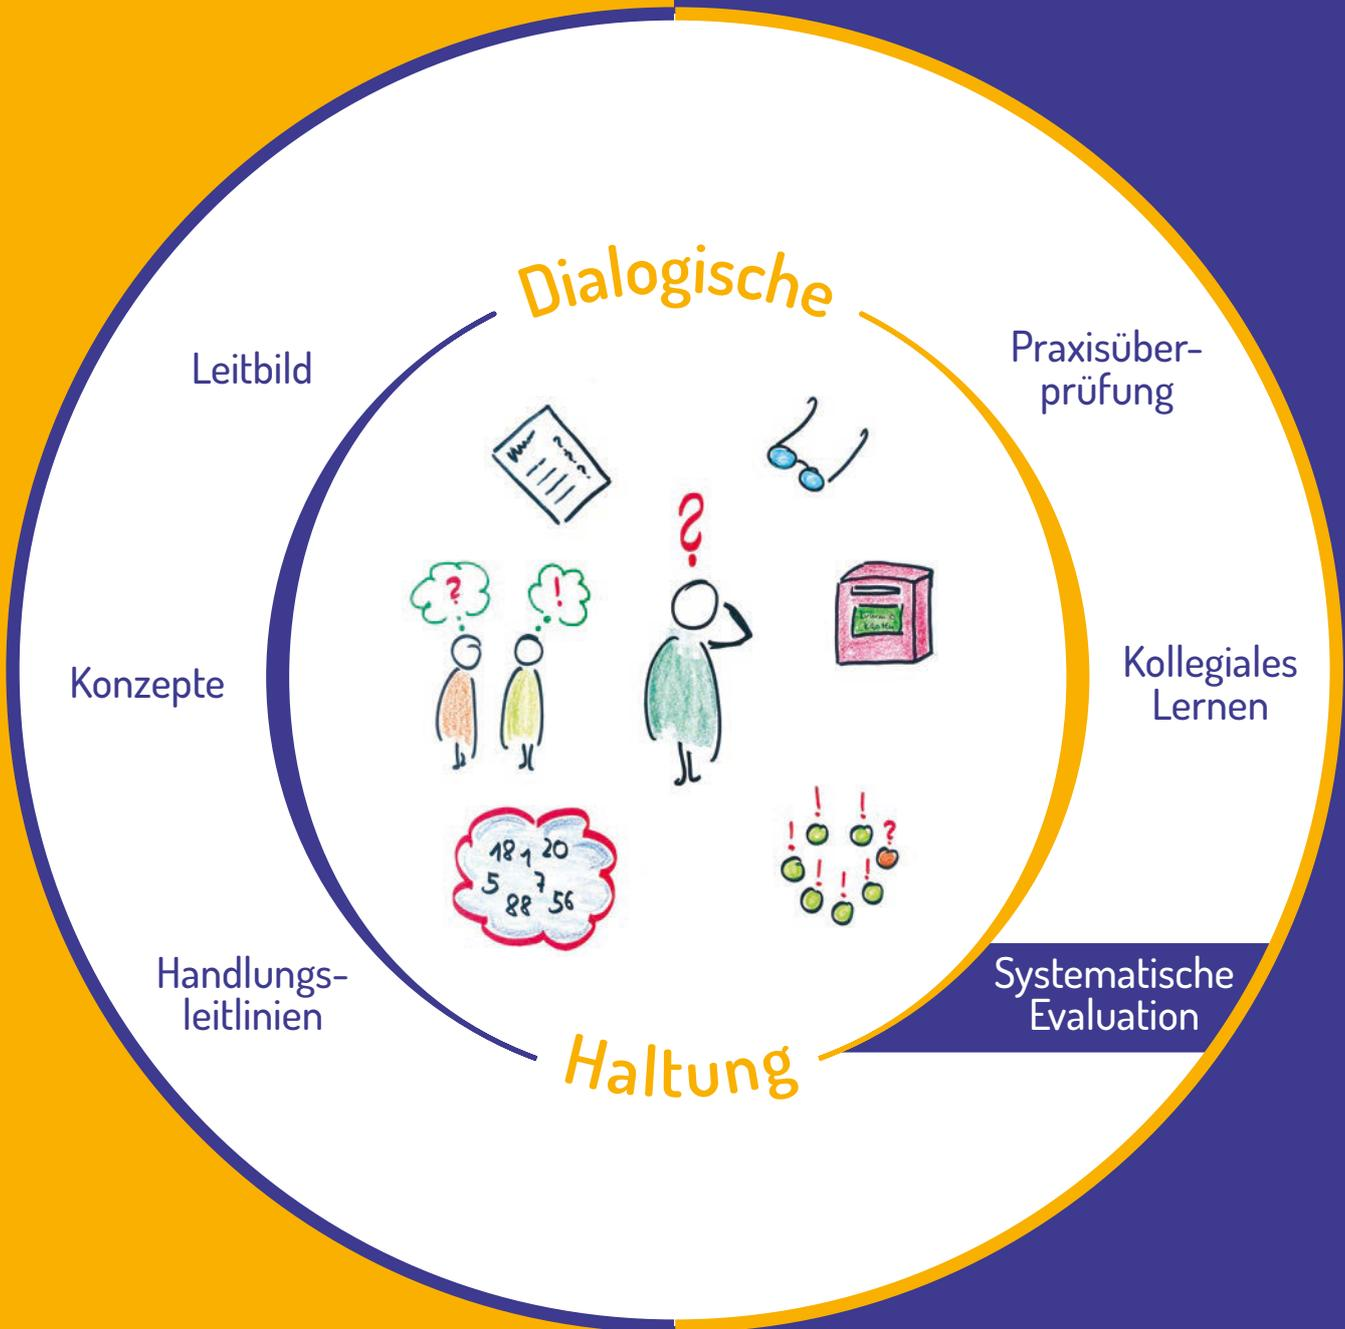 Dialogische
Leitbild
Praxisüber-
prüfung
?
? !
Konzepte
Kollegiales
Lernen
! !
! ?
! ! !
18 1 20
5 7
88 56
Handlungs-
leitlinien
Systematische
Evaluation
Haltung